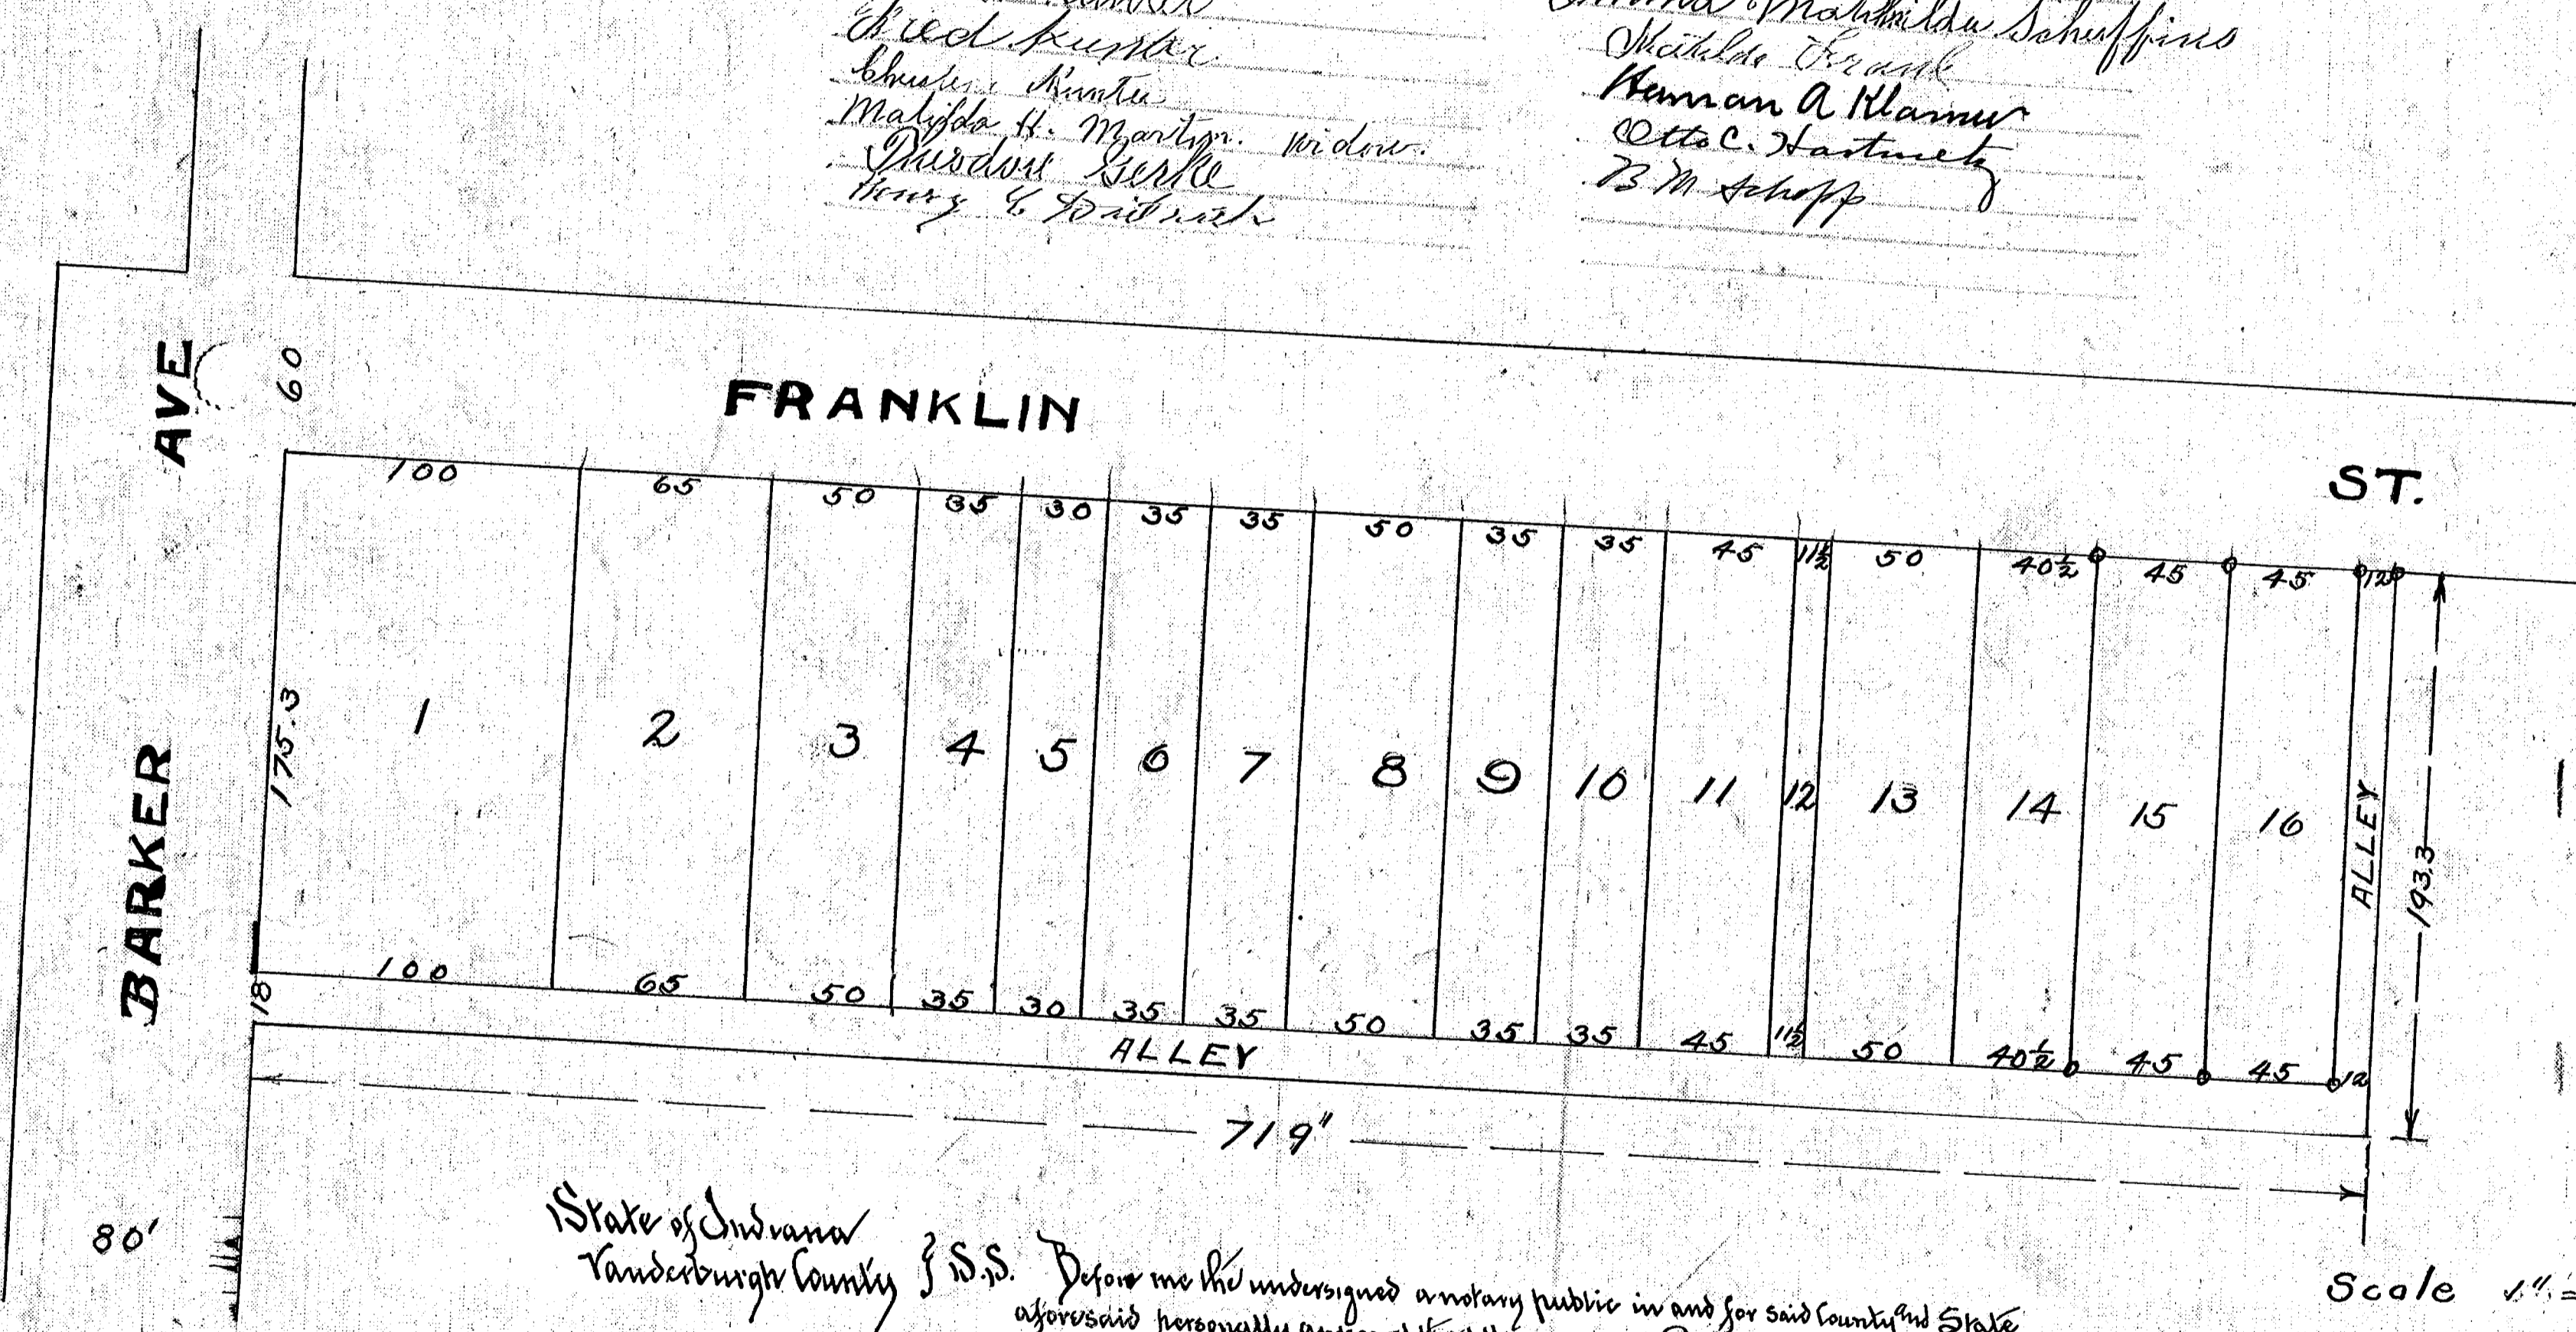 Mathilda Scheffius
Fred Kunter
Mathilda Frank
Herman A Klamer
Matilda H. Martin. widow.
Otto C. Hartmetz
Theodore Gerke
B M Schopp
Henry
AVE
60
FRANKLIN
ST.
100 65 50 35 30 35 35 50 35 35 45 11½ 50 40½ 45 45 12
175.3
1 2 3 4 5 6 7 8 9 10 11 12 13 14 15 16
ALLEY
193.3
BARKER
100 65 50 35 30 35 35 50 35 35 45 11½ 50 40½ 45 45 12
18
ALLEY
719"
80'
State of Indiana
Vanderburgh County } S.S. Before me the undersigned a notary public in and for said County and State
aforesaid personally
Scale 1" =